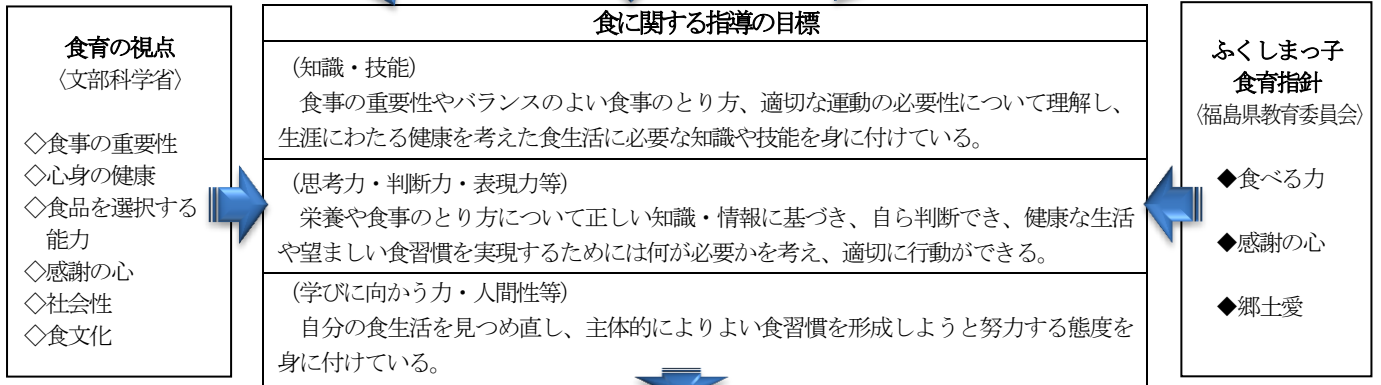 食育の視点
〈文部科学省〉
◇食事の重要性
◇心身の健康
◇食品を選択する
能力
◇感謝の心
◇社会性
◇食文化
食に関する指導の目標
(知識・技能)
食事の重要性やバランスのよい食事のとり方、適切な運動の必要性について理解し、
生涯にわたる健康を考えた食生活に必要な知識や技能を身に付けている。
(思考力・判断力・表現力等)
栄養や食事のとり方について正しい知識・情報に基づき、自ら判断でき、健康な生活
や望ましい食習慣を実現するためには何が必要かを考え、適切に行動ができる。
(学びに向かう力・人間性等)
自分の食生活を見つめ直し、主体的によりよい食習慣を形成しようと努力する態度を
身に付けている。
ふくしまっ子
食育指針
〈福島県教育委員会〉
◆食べる力
◆感謝の心
◆郷土愛